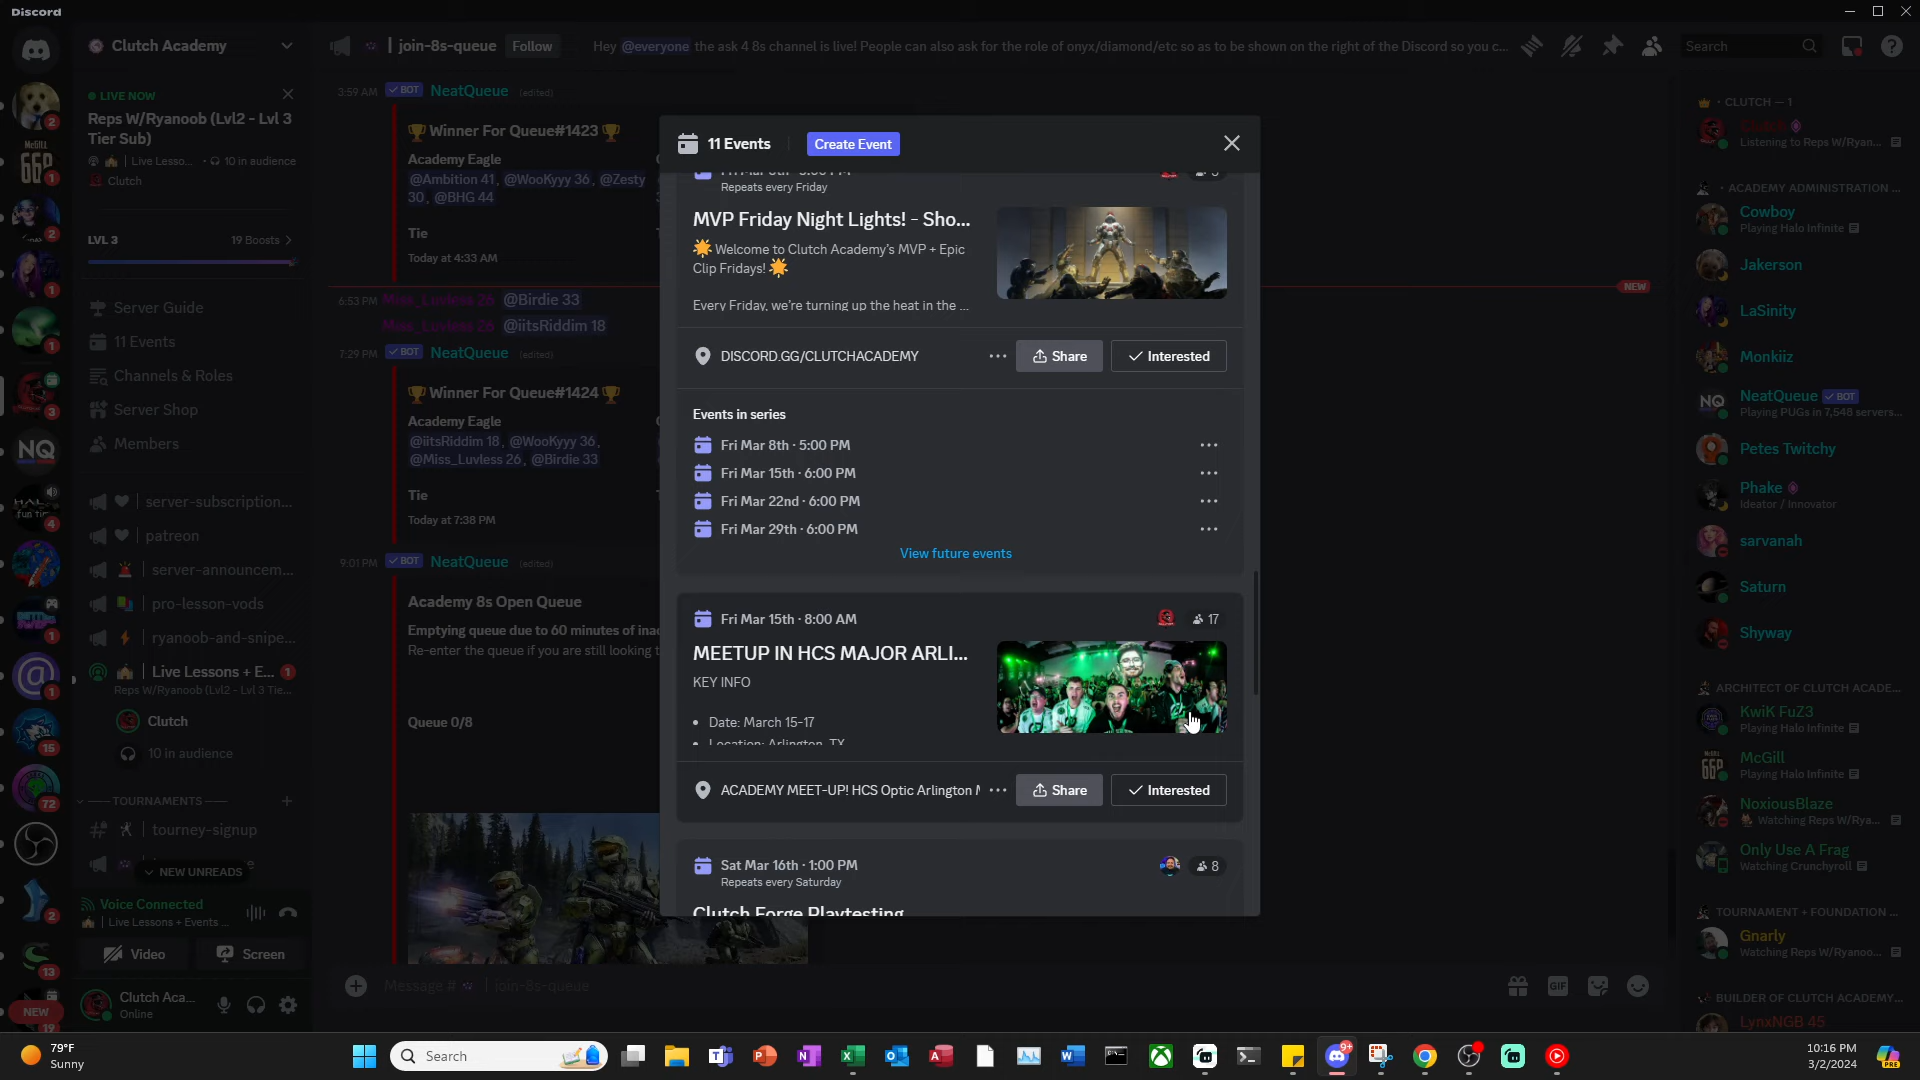 Discord
Clutch Academy
join-8s-queue
Follow
Hey @everyone the ask 4 8s channel is live! People can also ask for the role of onyx/diamond/etc so as to be shown on the right of the Discord so you c...
Search
LIVE NOW
Reps W/Ryanoob (Lvl2 - Lvl 3
Tier Sub)
Live Lesso...
10 in audience
Clutch
LVL 3
19 Boosts
Server Guide
11 Events
Channels & Roles
Server Shop
Members
server-subscription...
patreon
server-announcem...
pro-lesson-vods
ryanoob-and-snipe...
Live Lessons + E...
1
Reps W/Ryanoob (Lvl2 - Lvl 3 Tie...
Clutch
10 in audience
TOURNAMENTS
tourney-signup
NEW UNREADS
Voice Connected
Live Lessons + Events ...
Video
Screen
Clutch Aca...
Online
3:59 AM BOT NeatQueue (edited)
Winner For Queue#1423
Academy Eagle
@Ambition 41, @WooKyyy 36, @Zesty
30, @BHG 44
Tie
Today at 4:33 AM
6:53 PM Miss_Luvless 26 @Birdie 33
Miss_Luvless 26 @iitsRiddim 18
NEW
7:29 PM BOT NeatQueue (edited)
Winner For Queue#1424
Academy Eagle
@iitsRiddim 18, @WooKyyy 36,
@Miss_Luvless 26, @Birdie 33
Tie
Today at 7:38 PM
9:01 PM BOT NeatQueue (edited)
Academy 8s Open Queue
Emptying queue due to 60 minutes of ina
Re-enter the queue if you are still looking t
Queue 0/8
Message # join-8s-queue
GIF
11 Events
Create Event
Repeats every Friday
MVP Friday Night Lights! - Sho...
Welcome to Clutch Academy's MVP + Epic
Clip Fridays!
Every Friday, we're turning up the heat in the ...
DISCORD.GG/CLUTCHACADEMY
Share
Interested
Events in series
Fri Mar 8th · 5:00 PM
Fri Mar 15th · 6:00 PM
Fri Mar 22nd · 6:00 PM
Fri Mar 29th · 6:00 PM
View future events
Fri Mar 15th · 8:00 AM
17
MEETUP IN HCS MAJOR ARLI...
KEY INFO
• Date: March 15-17
• Location: Arlington, TX
ACADEMY MEET-UP! HCS Optic Arlington
Share
Interested
Sat Mar 16th · 1:00 PM
8
Repeats every Saturday
Clutch Forge Playtesting
CLUTCH — 1
Clutch
Listening to Reps W/Ryan...
ACADEMY ADMINISTRATION ...
Cowboy
Playing Halo Infinite
Jakerson
LaSinity
Monkiiz
NeatQueue BOT
Playing PUGs in 7,548 servers...
Petes Twitchy
Phake
Ideator / Innovator
sarvanah
Saturn
Shyway
ARCHITECT OF CLUTCH ACADE...
KwiK FuZ3
Playing Halo Infinite
McGill
Playing Halo Infinite
NoxiousBlaze
Watching Reps W/Rya...
Only Use A Frag
Watching Crunchyroll
TOURNAMENT + FOUNDATION ...
Gnarly
Watching Reps W/Ryanoo...
BUILDER OF CLUTCH ACADEMY...
LynxNGB 45
79°F
Sunny
Search
10:16 PM
3/2/2024